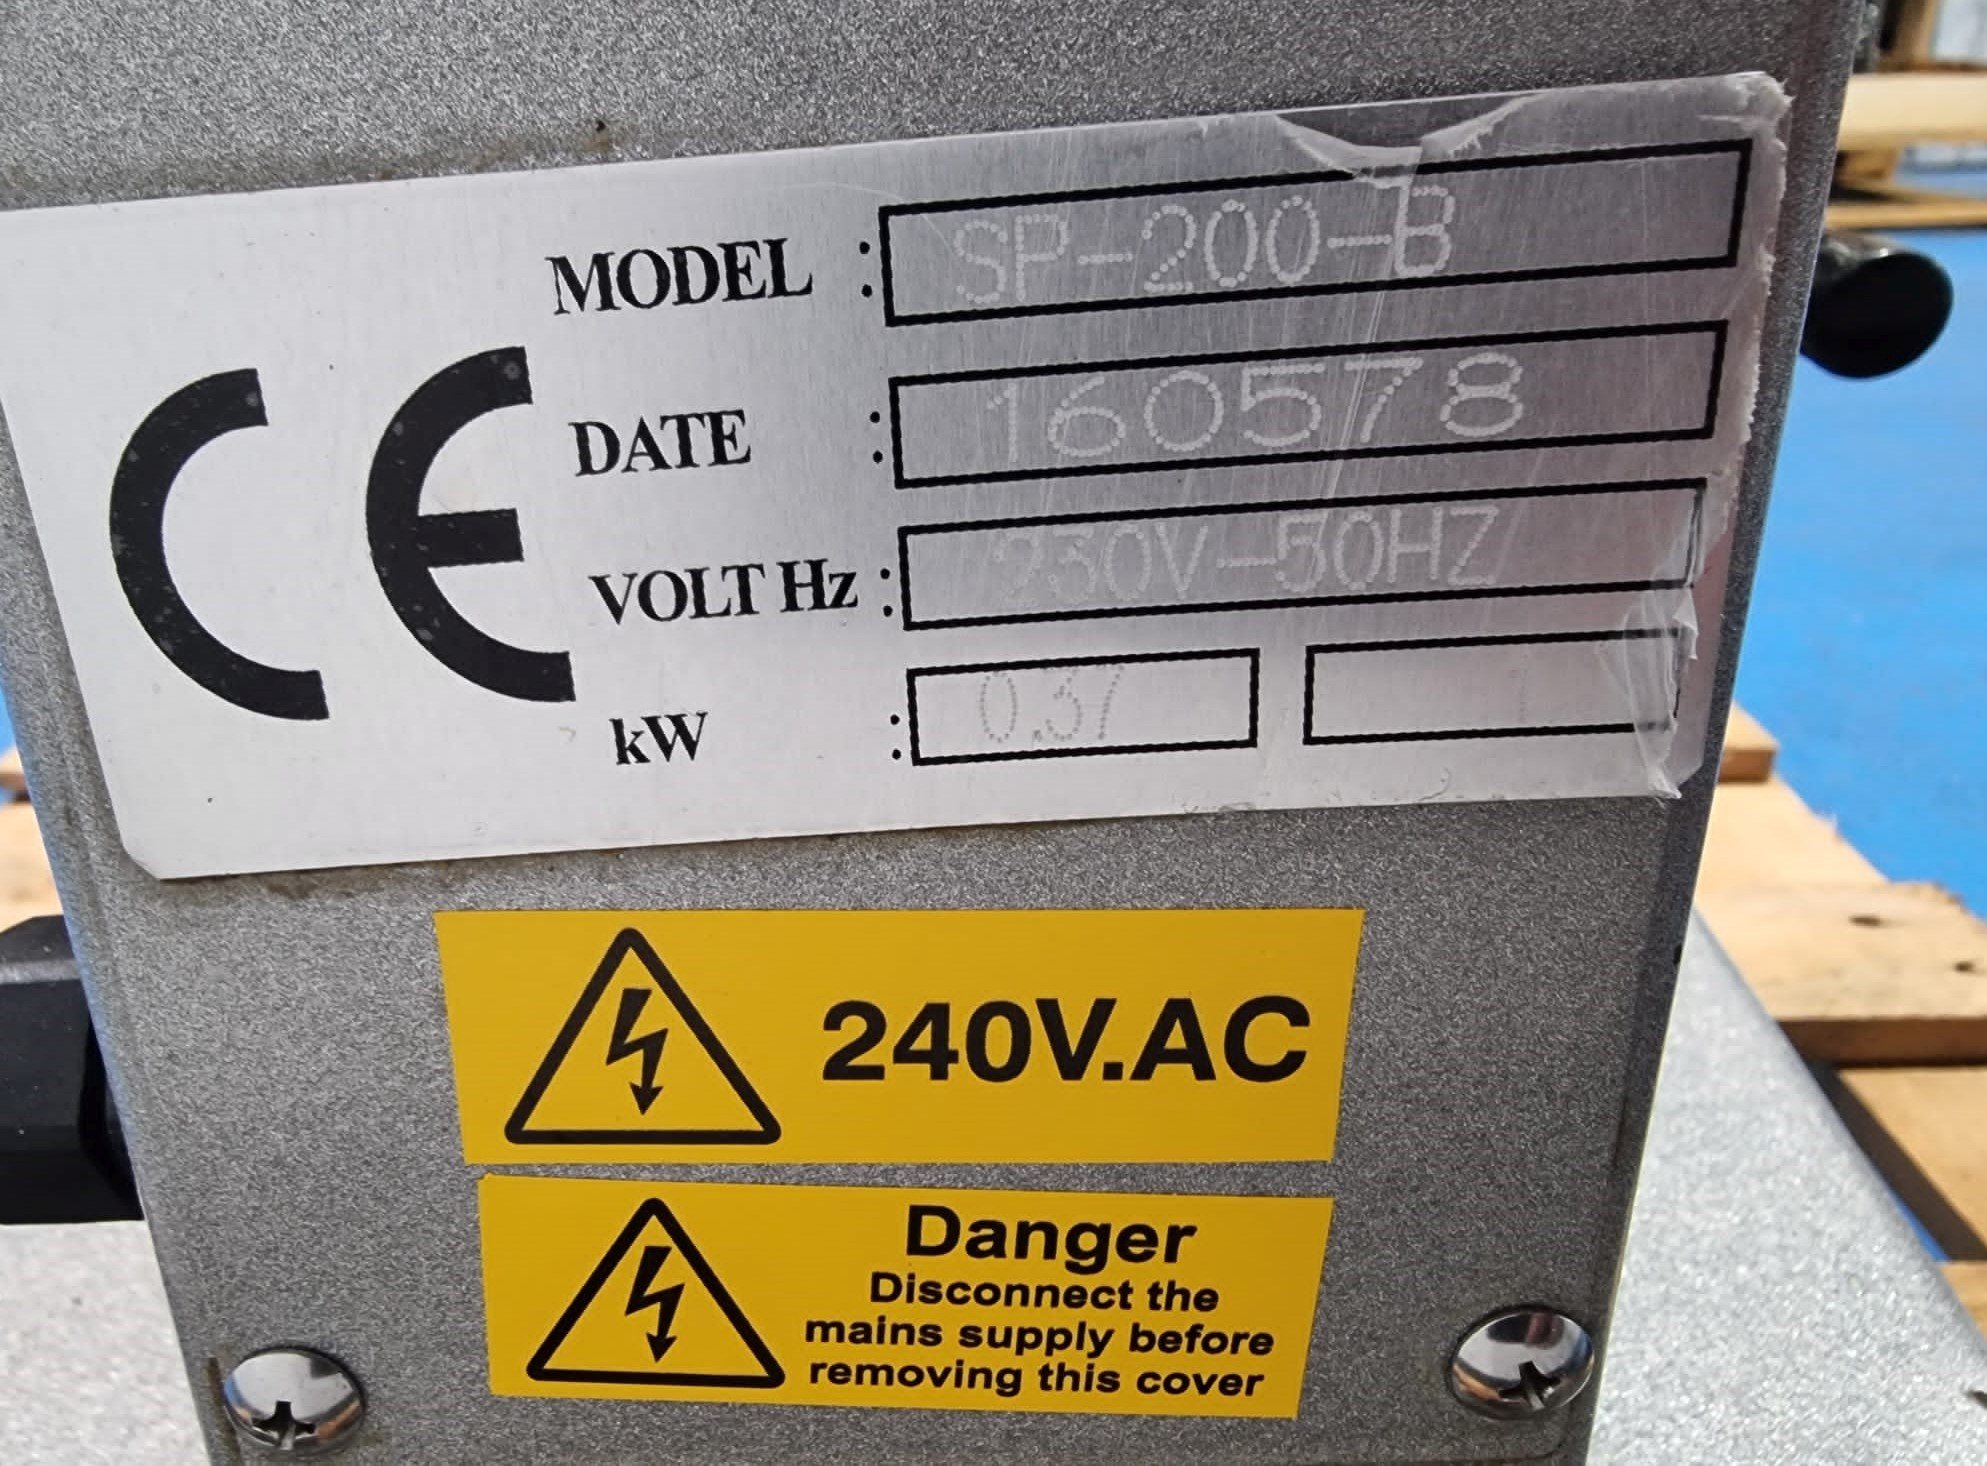 CE
MODEL : SP-200-B
DATE : 160578
VOLT Hz : 230V-50HZ
kW : 0.37 1
240V.AC
Danger
Disconnect the
mains supply before
removing this cover